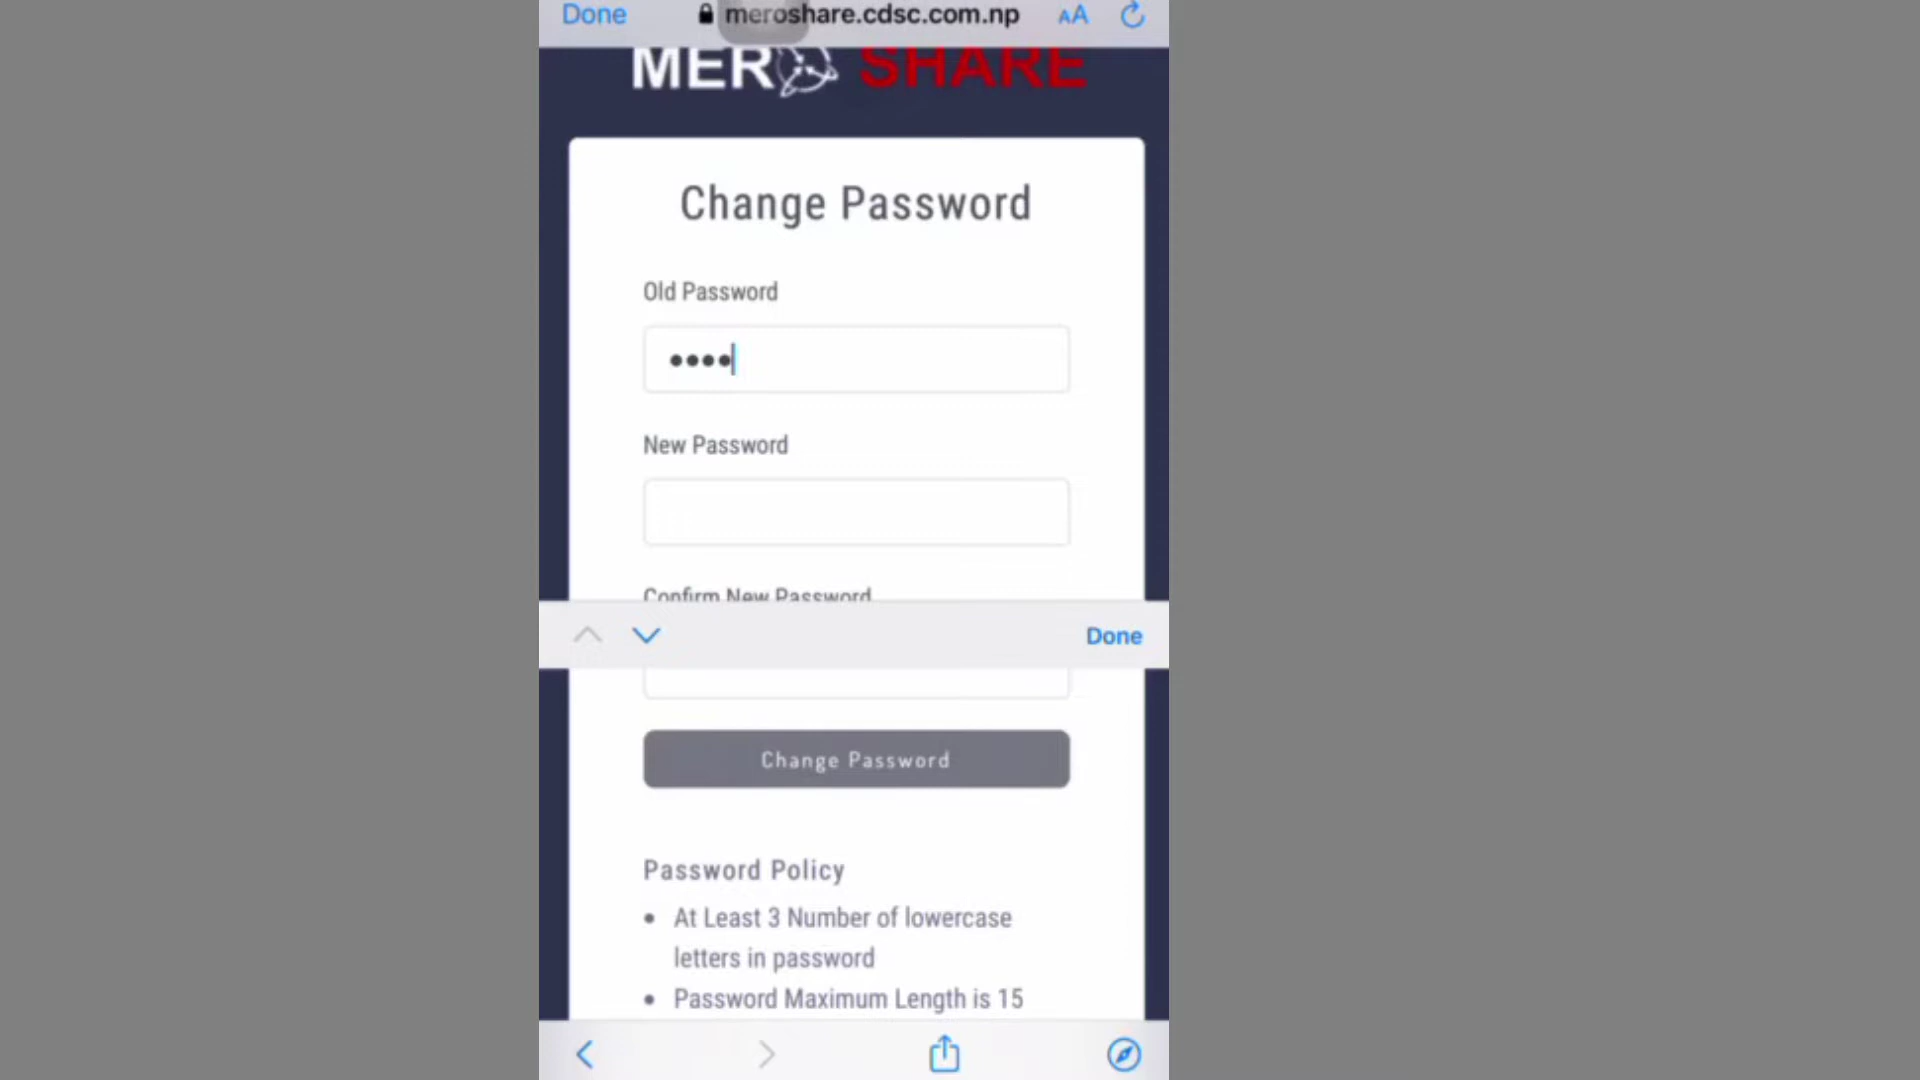 Done meroshare.cdsc.com.np AA
MERO SHARE
Change Password
Old Password
New Password
Confirm New Password
Done
Change Password
Password Policy
At Least 3 Number of lowercase
letters in password
Password Maximum Length is 15